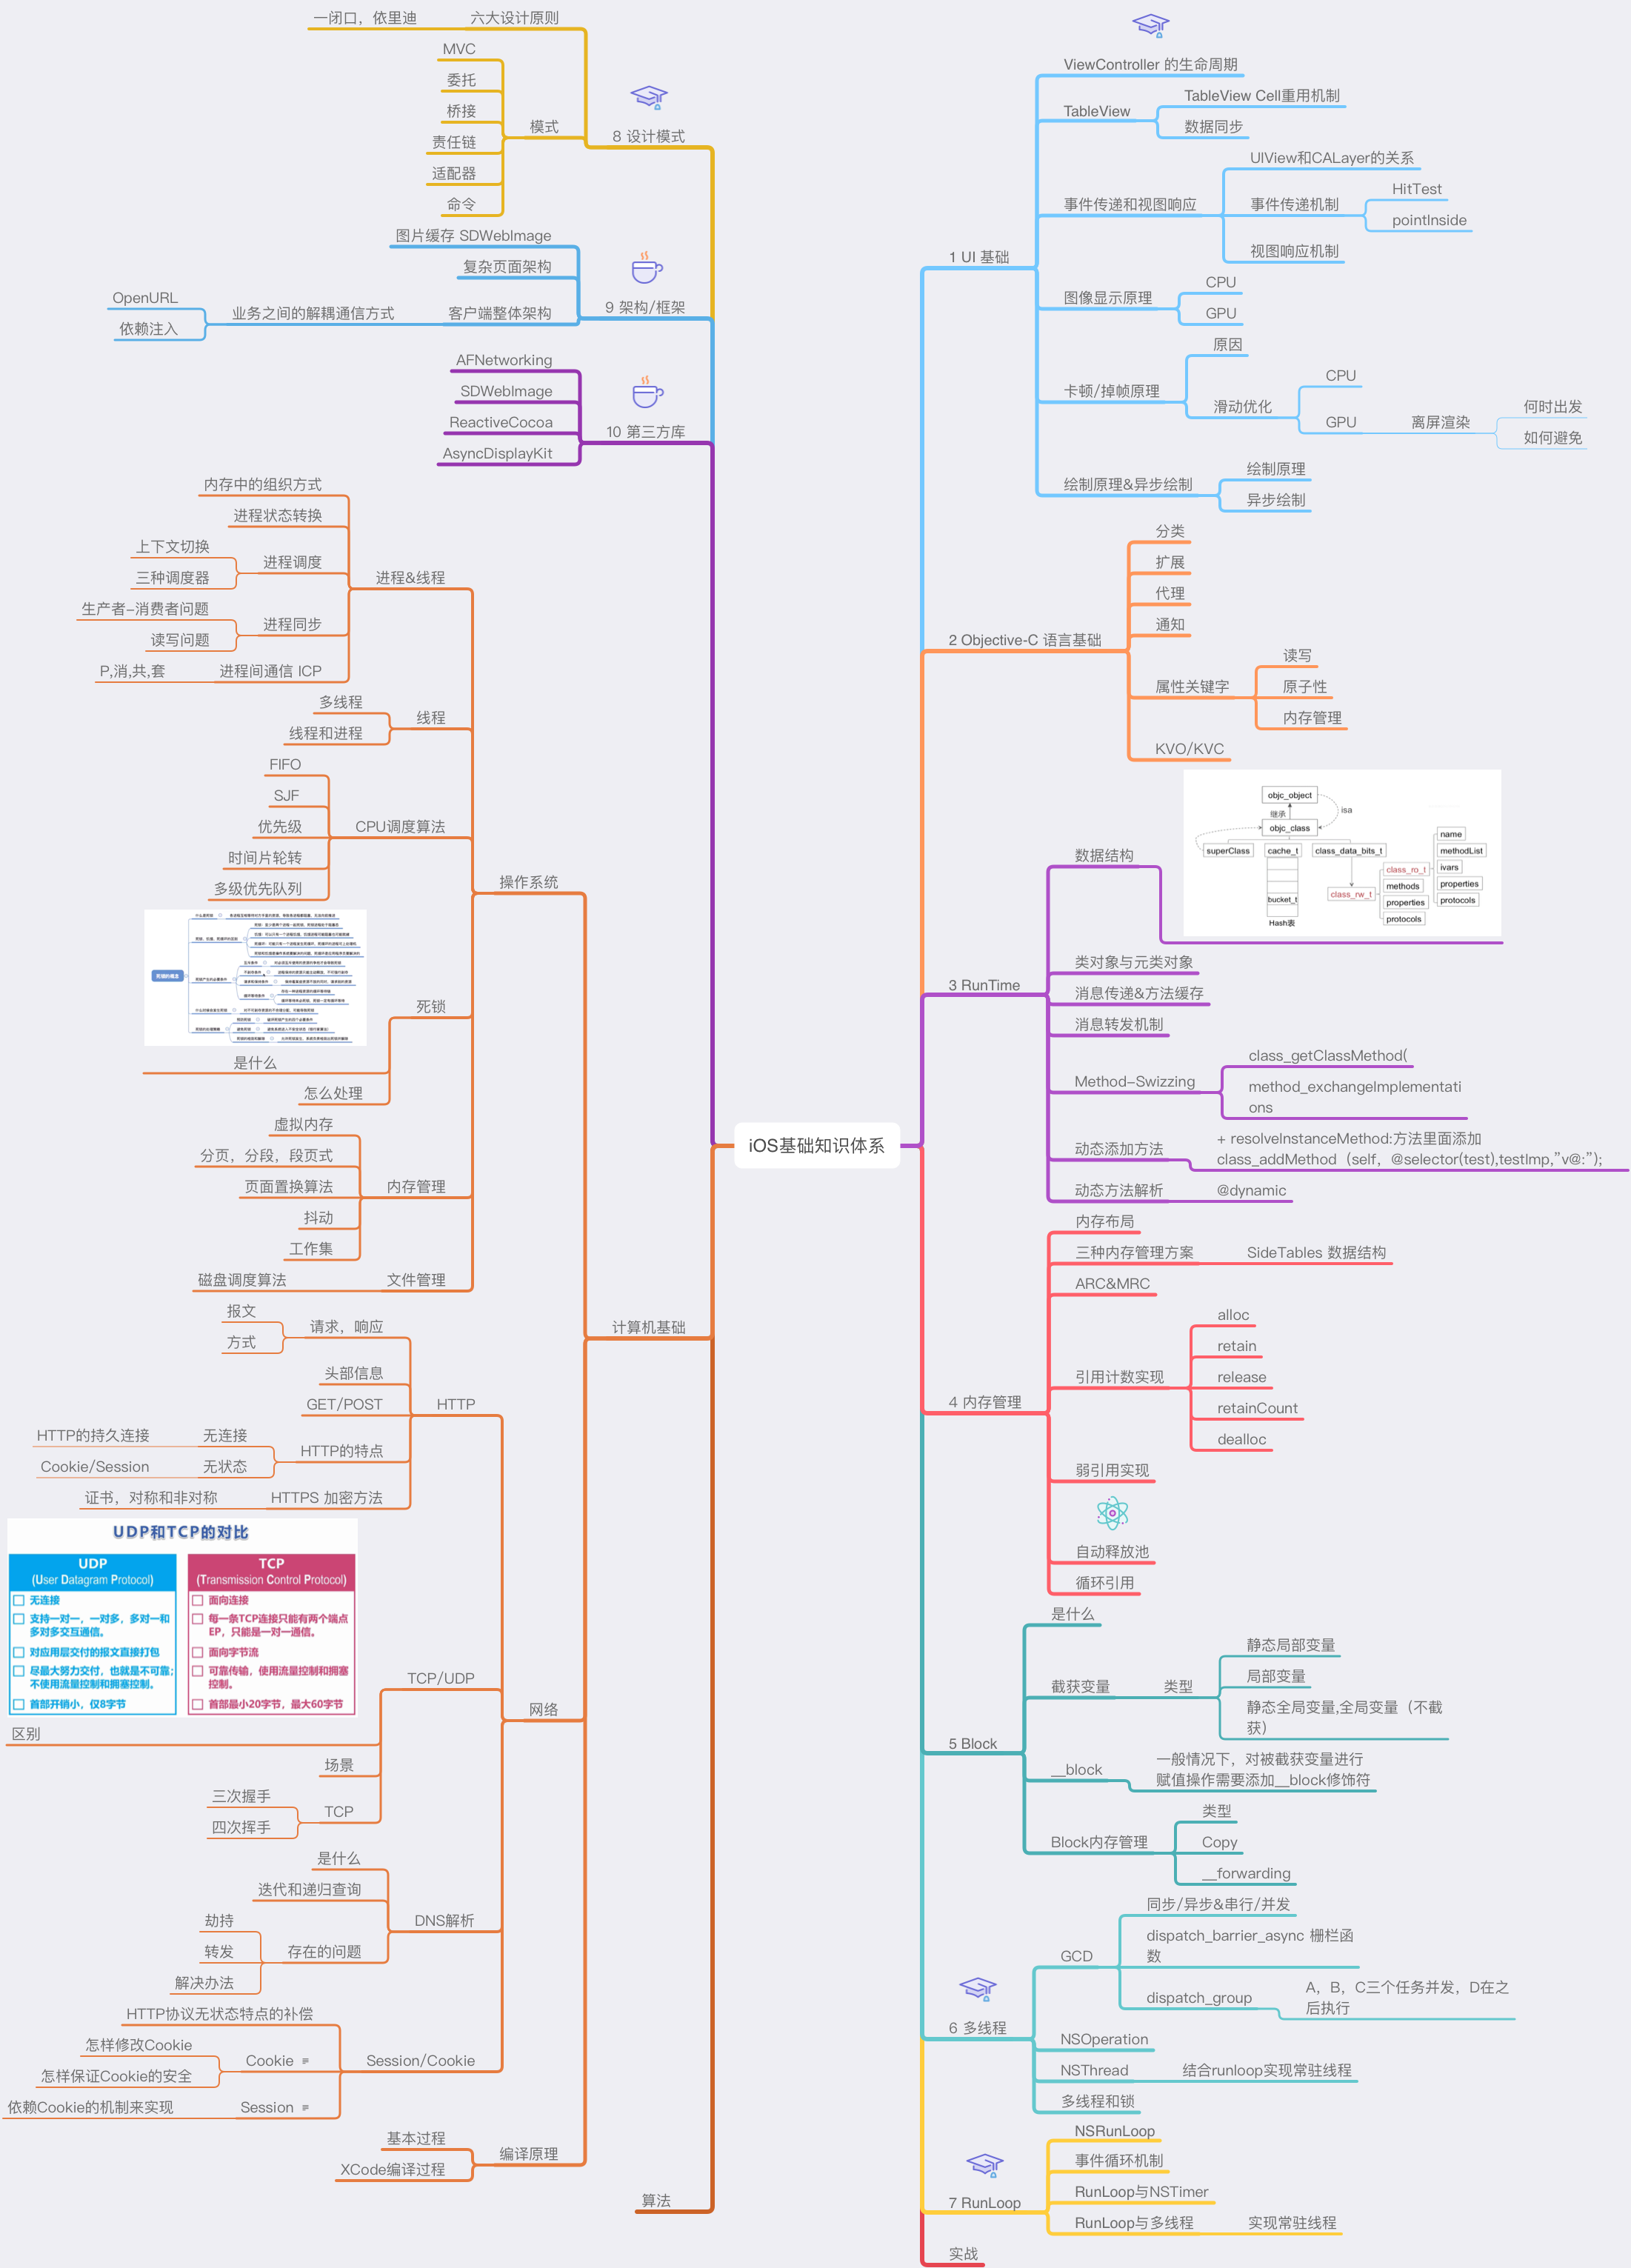 iOS基础知识体系
1 UI 基础
ViewController 的生命周期
TableView
TableView Cell重用机制
数据同步
事件传递和视图响应
UIView和CALayer的关系
事件传递机制
HitTest
pointInside
视图响应机制
图像显示原理
CPU
GPU
卡顿/掉帧原理
原因
滑动优化
CPU
GPU
离屏渲染
何时出发
如何避免
绘制原理&异步绘制
绘制原理
异步绘制
2 Objective-C 语言基础
分类
扩展
代理
通知
属性关键字
读写
原子性
内存管理
KVO/KVC
3 RunTime
数据结构
objc_object
继承
isa
objc_class
superClass
cache_t
class_data_bits_t
bucket_t
Hash表
class_rw_t
class_ro_t
methods
properties
protocols
name
methodList
ivars
properties
protocols
类对象与元类对象
消息传递&方法缓存
消息转发机制
Method-Swizzing
class_getClassMethod(
method_exchangeImplementati
ons
动态添加方法
+ resolveInstanceMethod:方法里面添加
class_addMethod（self，@selector(test),testImp,”v@:”);
动态方法解析
@dynamic
4 内存管理
内存布局
三种内存管理方案
SideTables 数据结构
ARC&MRC
引用计数实现
alloc
retain
release
retainCount
dealloc
弱引用实现
自动释放池
循环引用
5 Block
是什么
截获变量
类型
静态局部变量
局部变量
静态全局变量,全局变量（不截
获）
__block
一般情况下，对被截获变量进行
赋值操作需要添加__block修饰符
Block内存管理
类型
Copy
__forwarding
6 多线程
GCD
同步/异步&串行/并发
dispatch_barrier_async 栅栏函
数
dispatch_group
A，B，C三个任务并发，D在之
后执行
NSOperation
NSThread
结合runloop实现常驻线程
多线程和锁
7 RunLoop
NSRunLoop
事件循环机制
RunLoop与NSTimer
RunLoop与多线程
实现常驻线程
实战
8 设计模式
六大设计原则
一闭口，依里迪
模式
MVC
委托
桥接
责任链
适配器
命令
9 架构/框架
图片缓存 SDWebImage
复杂页面架构
客户端整体架构
业务之间的解耦通信方式
OpenURL
依赖注入
10 第三方库
AFNetworking
SDWebImage
ReactiveCocoa
AsyncDisplayKit
计算机基础
操作系统
进程&线程
内存中的组织方式
进程状态转换
进程调度
上下文切换
三种调度器
进程同步
生产者-消费者问题
读写问题
进程间通信 ICP
P,消,共,套
线程
多线程
线程和进程
CPU调度算法
FIFO
SJF
优先级
时间片轮转
多级优先队列
死锁
是什么
怎么处理
内存管理
虚拟内存
分页，分段，段页式
页面置换算法
抖动
工作集
文件管理
磁盘调度算法
网络
HTTP
请求，响应
报文
方式
头部信息
GET/POST
HTTP的特点
无连接
HTTP的持久连接
无状态
Cookie/Session
HTTPS 加密方法
证书，对称和非对称
TCP/UDP
UDP和TCP的对比
UDP
(User Datagram Protocol)
无连接
支持一对一，一对多，多对一和
多对多交互通信。
对应用层交付的报文直接打包
尽最大努力交付，也就是不可靠;
不使用流量控制和拥塞控制。
首部开销小，仅8字节
TCP
(Transmission Control Protocol)
面向连接
每一条TCP连接只能有两个端点
EP，只能是一对一通信。
面向字节流
可靠传输，使用流量控制和拥塞
控制。
首部最小20字节，最大60字节
区别
场景
TCP
三次握手
四次挥手
DNS解析
是什么
迭代和递归查询
存在的问题
劫持
转发
解决办法
Session/Cookie
HTTP协议无状态特点的补偿
Cookie
怎样修改Cookie
怎样保证Cookie的安全
Session
依赖Cookie的机制来实现
编译原理
基本过程
XCode编译过程
算法